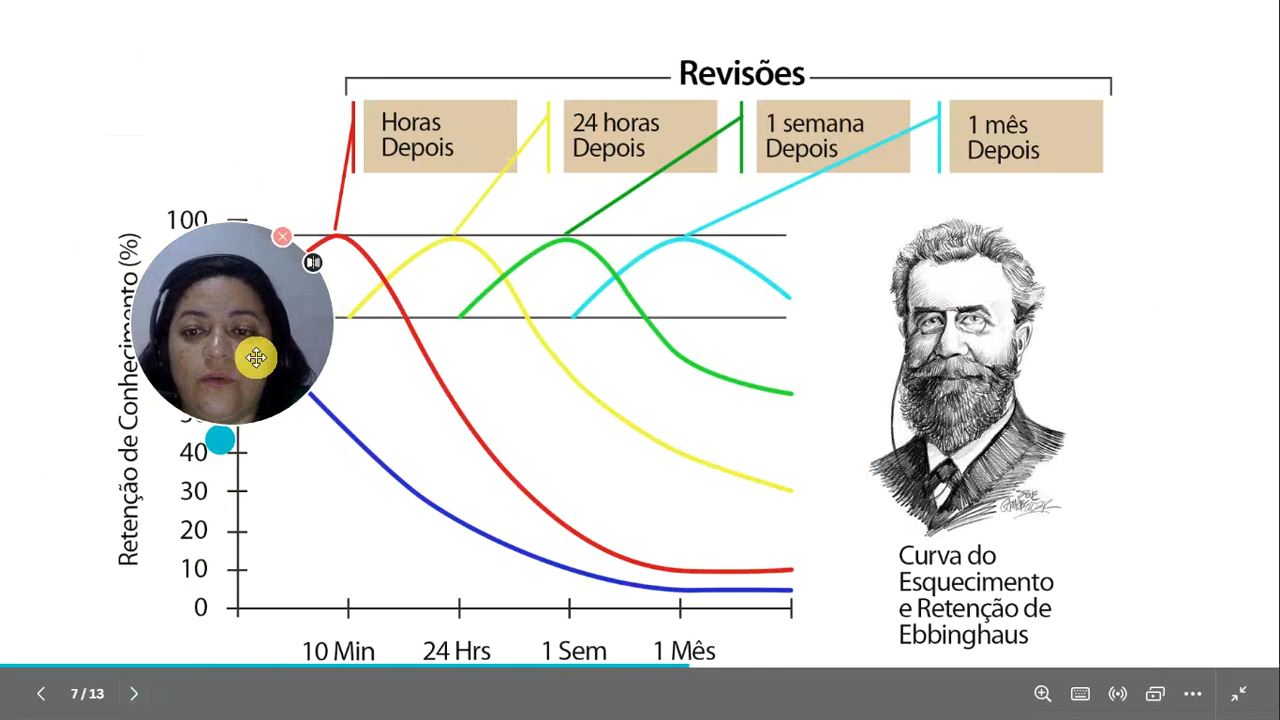 Revisões
Horas
Depois
24 horas
Depois
1 semana
Depois
1 mês
Depois
100
Retenção de Conhecimento (%)
40
30
20
10
0
10 Min
24 Hrs
1 Sem
1 Mês
Curva do
Esquecimento
e Retenção de
Ebbinghaus
7 / 13